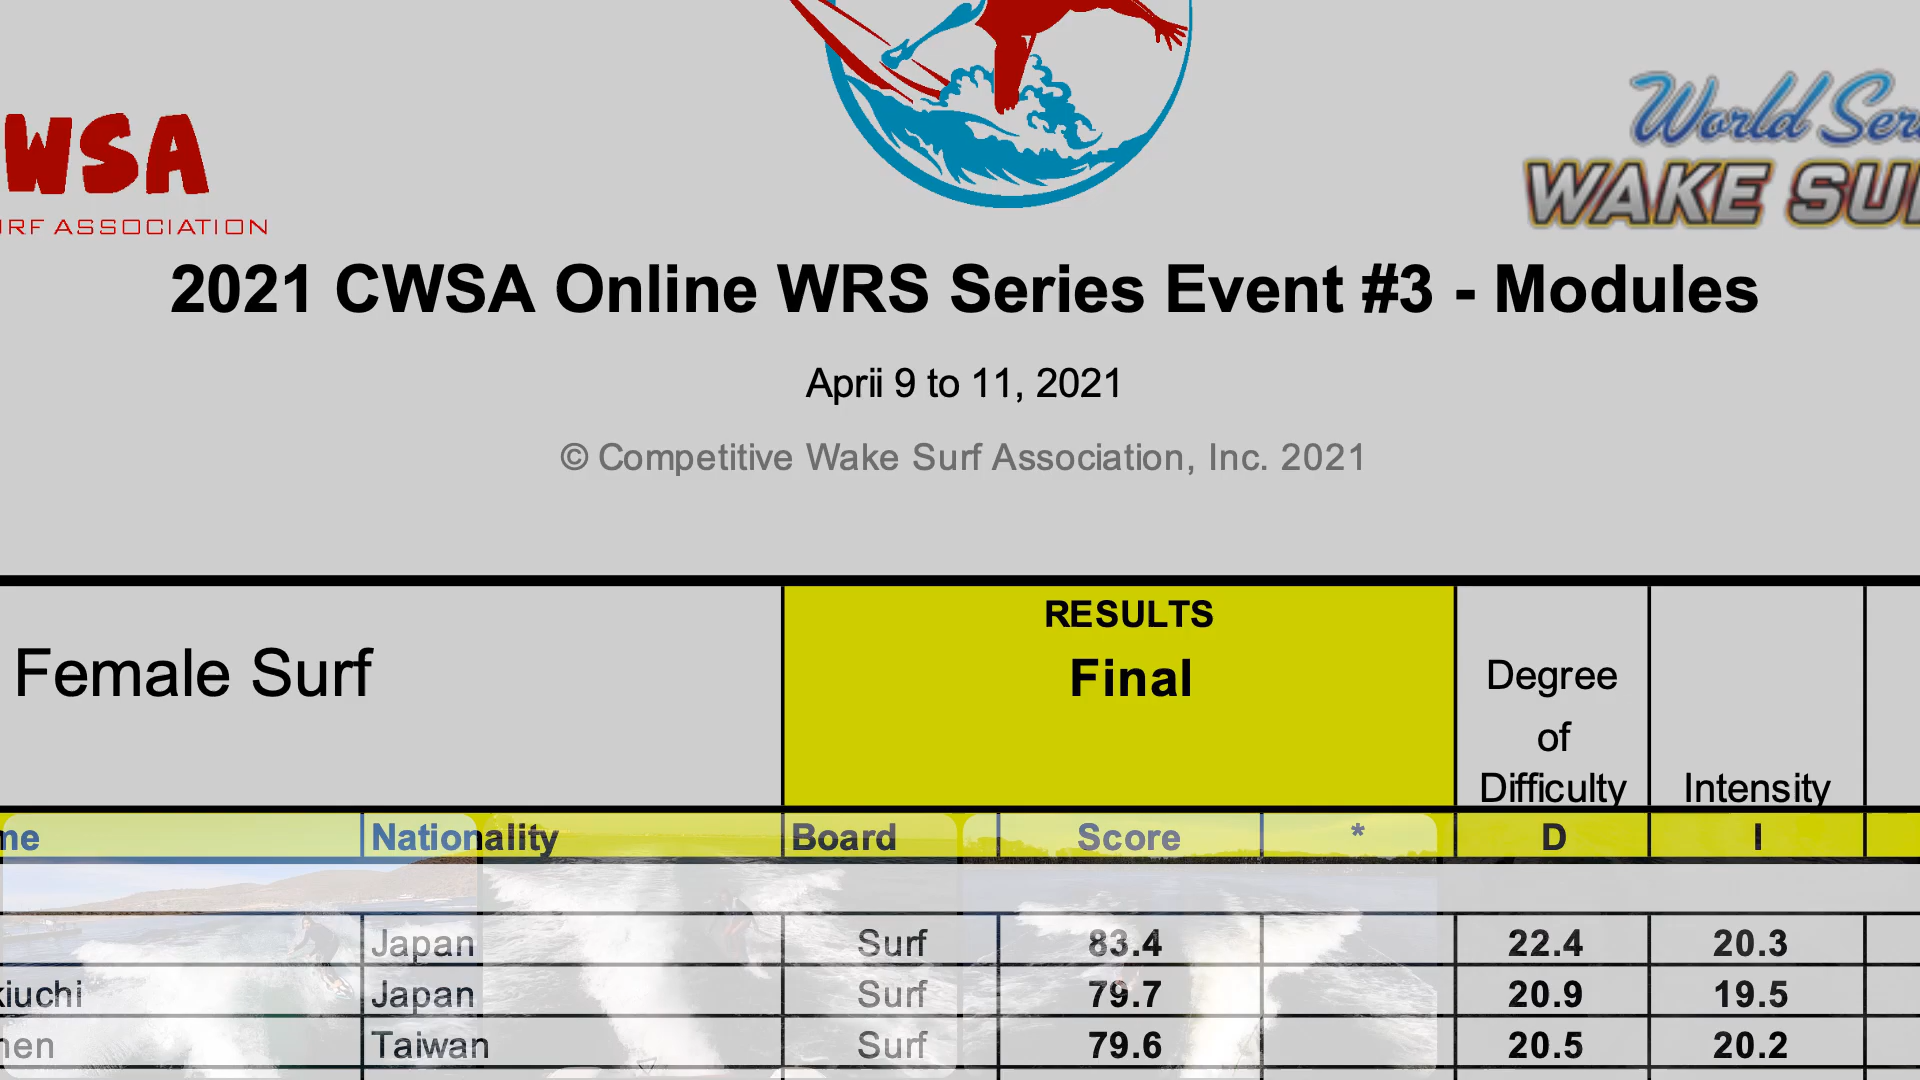 WSA
RF ASSOCIATION
World Ser
WAKE SU
2021 CWSA Online WRS Series Event #3 - Modules
Aprii 9 to 11, 2021
© Competitive Wake Surf Association, Inc. 2021
RESULTS
Female Surf Final Degree
of
Difficulty Intensity
me Nationality Board Score * D I
Japan Surf 83.4 22.4 20.3
kiuchi Japan Surf 79.7 20.9 19.5
hen Taiwan Surf 79.6 20.5 20.2